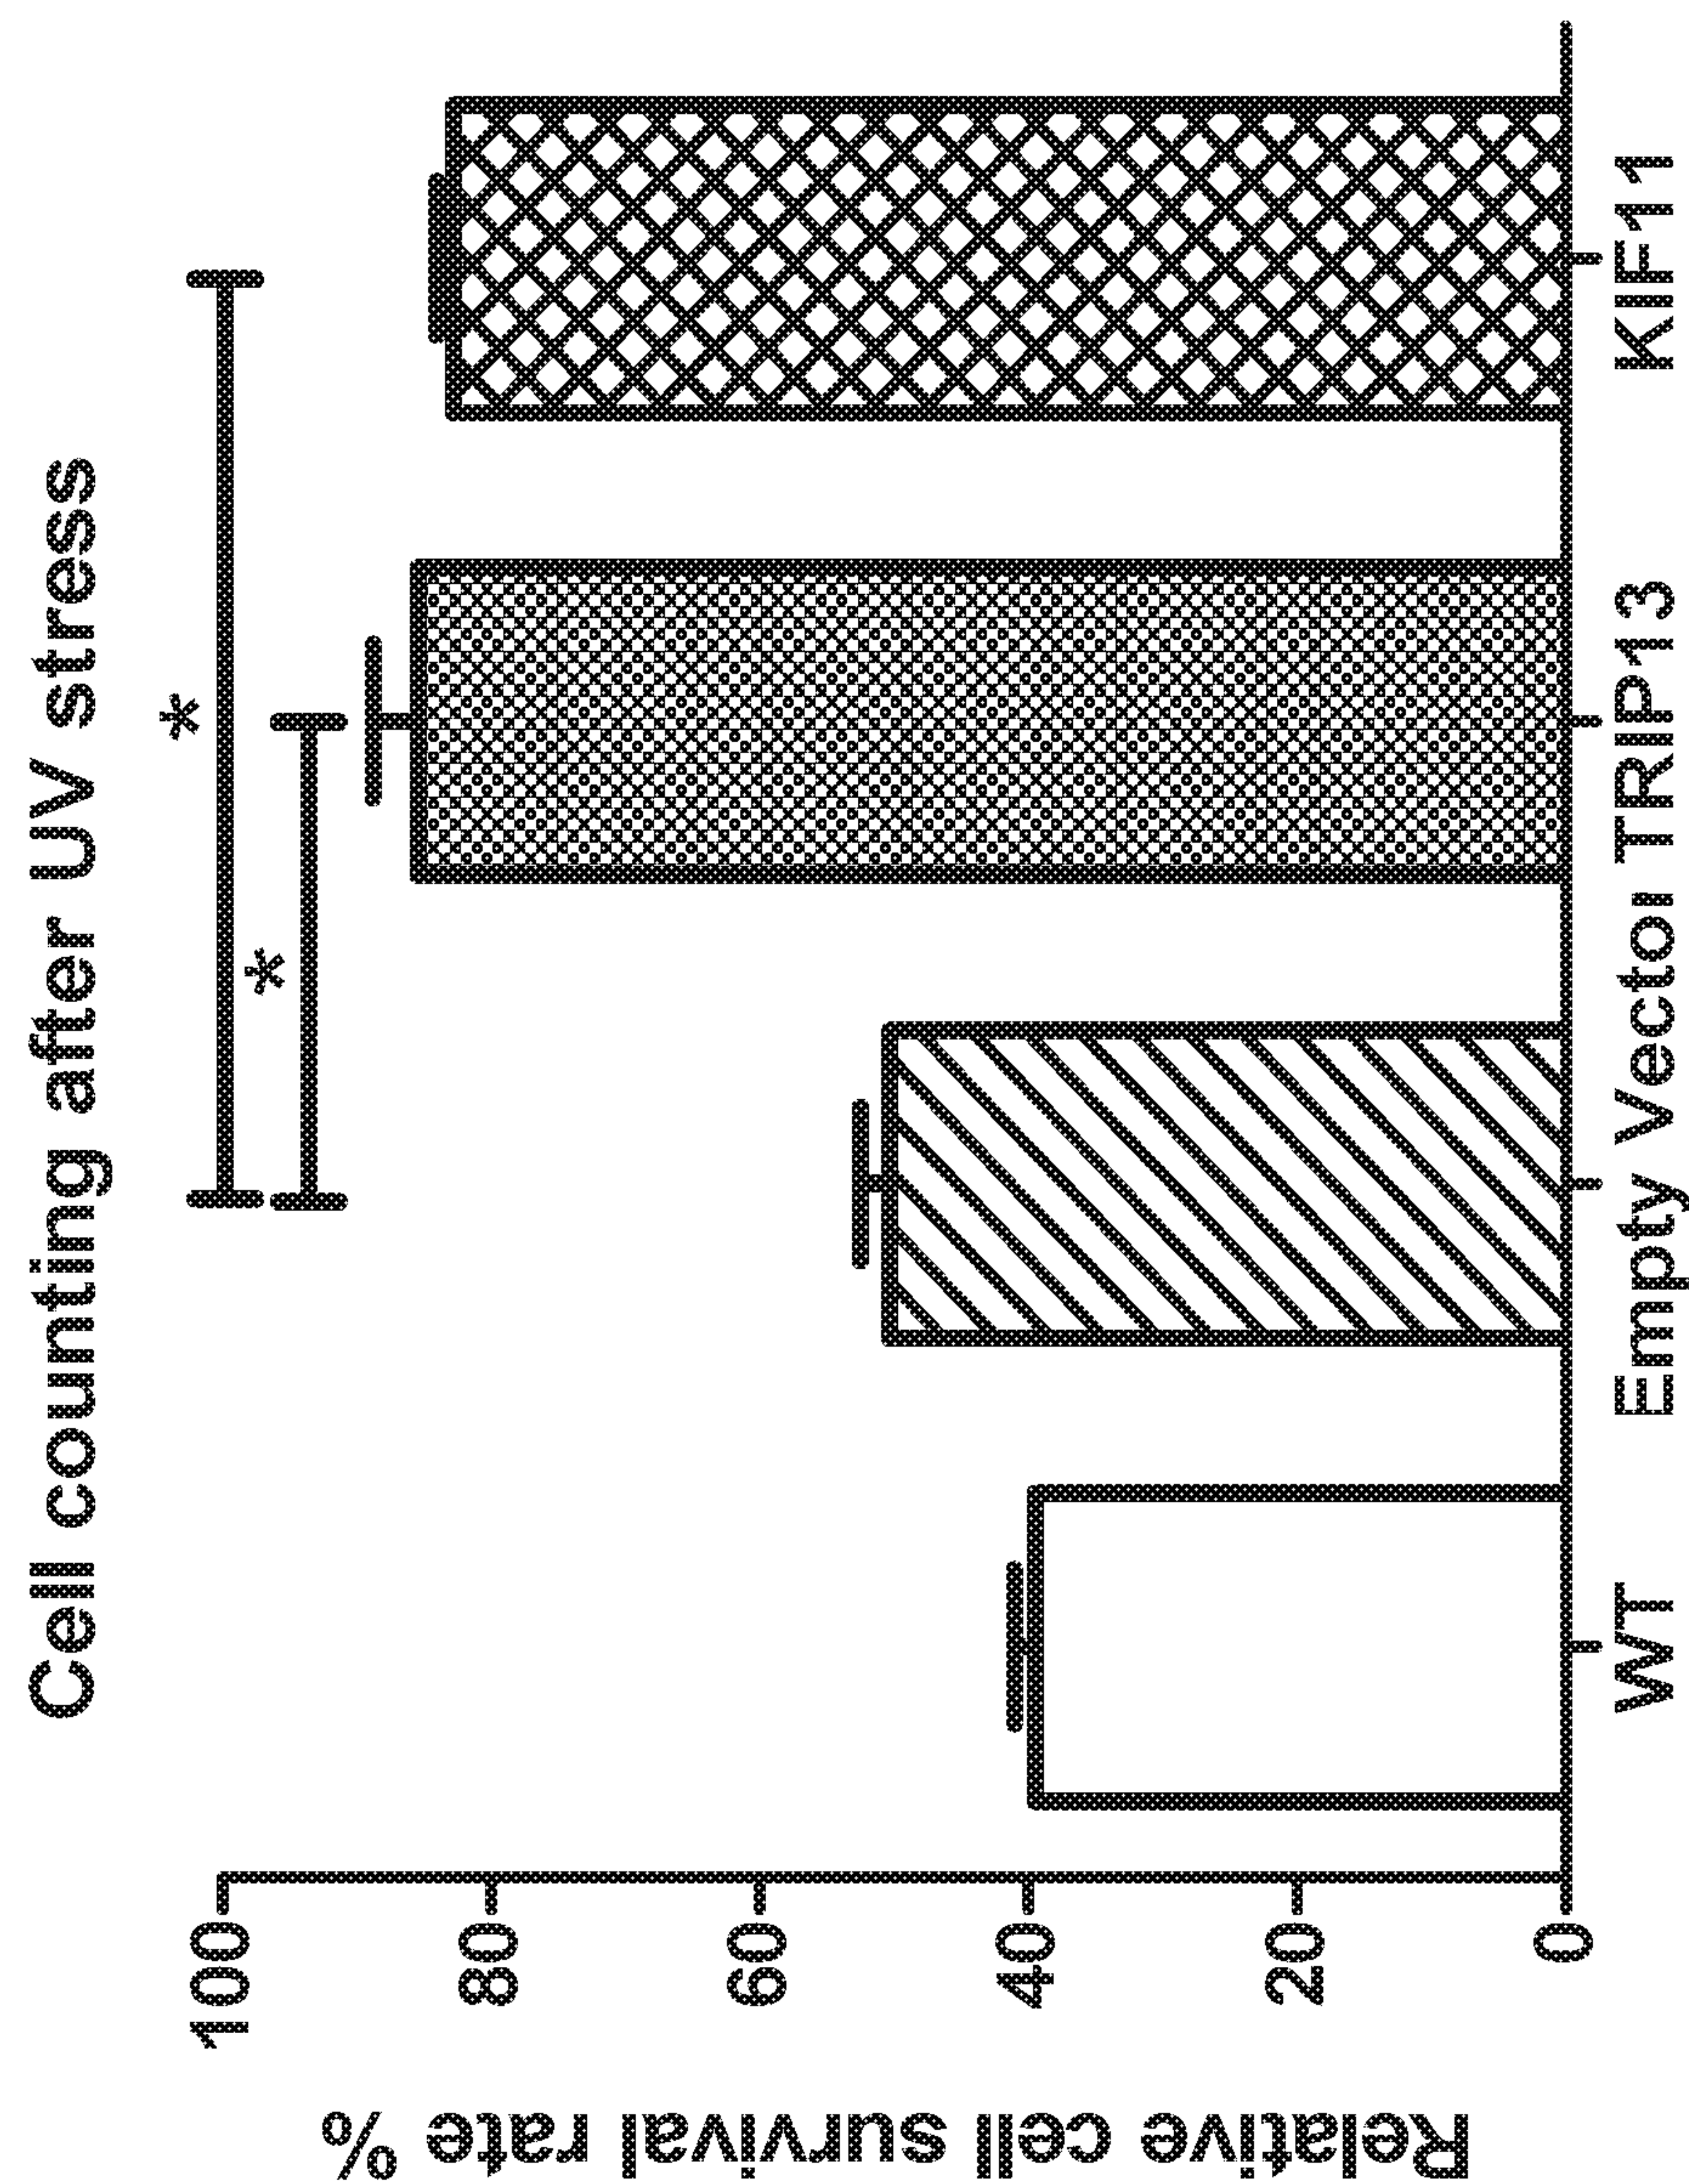 Cell counting after UV stress
*
*
Relative cell survival rate %
100
80
60
40
20
0
WT
Empty Vector
TRIP13
KIF11